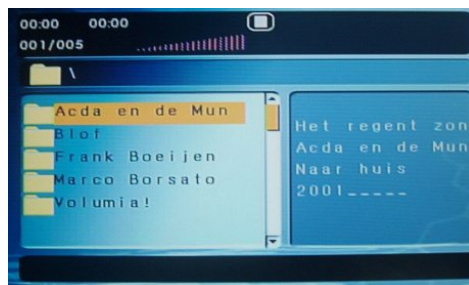 00:00 00:00
001/005
\
Acda en de Mun
Blof
Frank Boeijen
Marco Borsato
Volumia!
Het regent zon
Acda en de Mun
Naar huis
2001_____